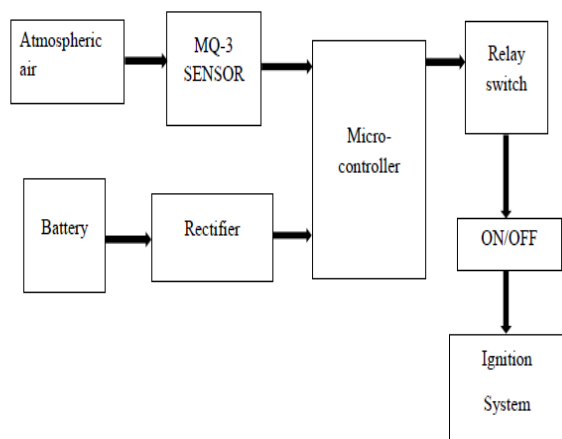 Atmospheric
air
MQ-3
SENSOR
Micro-
controller
Relay
switch
Battery
Rectifier
ON/OFF
Ignition
System